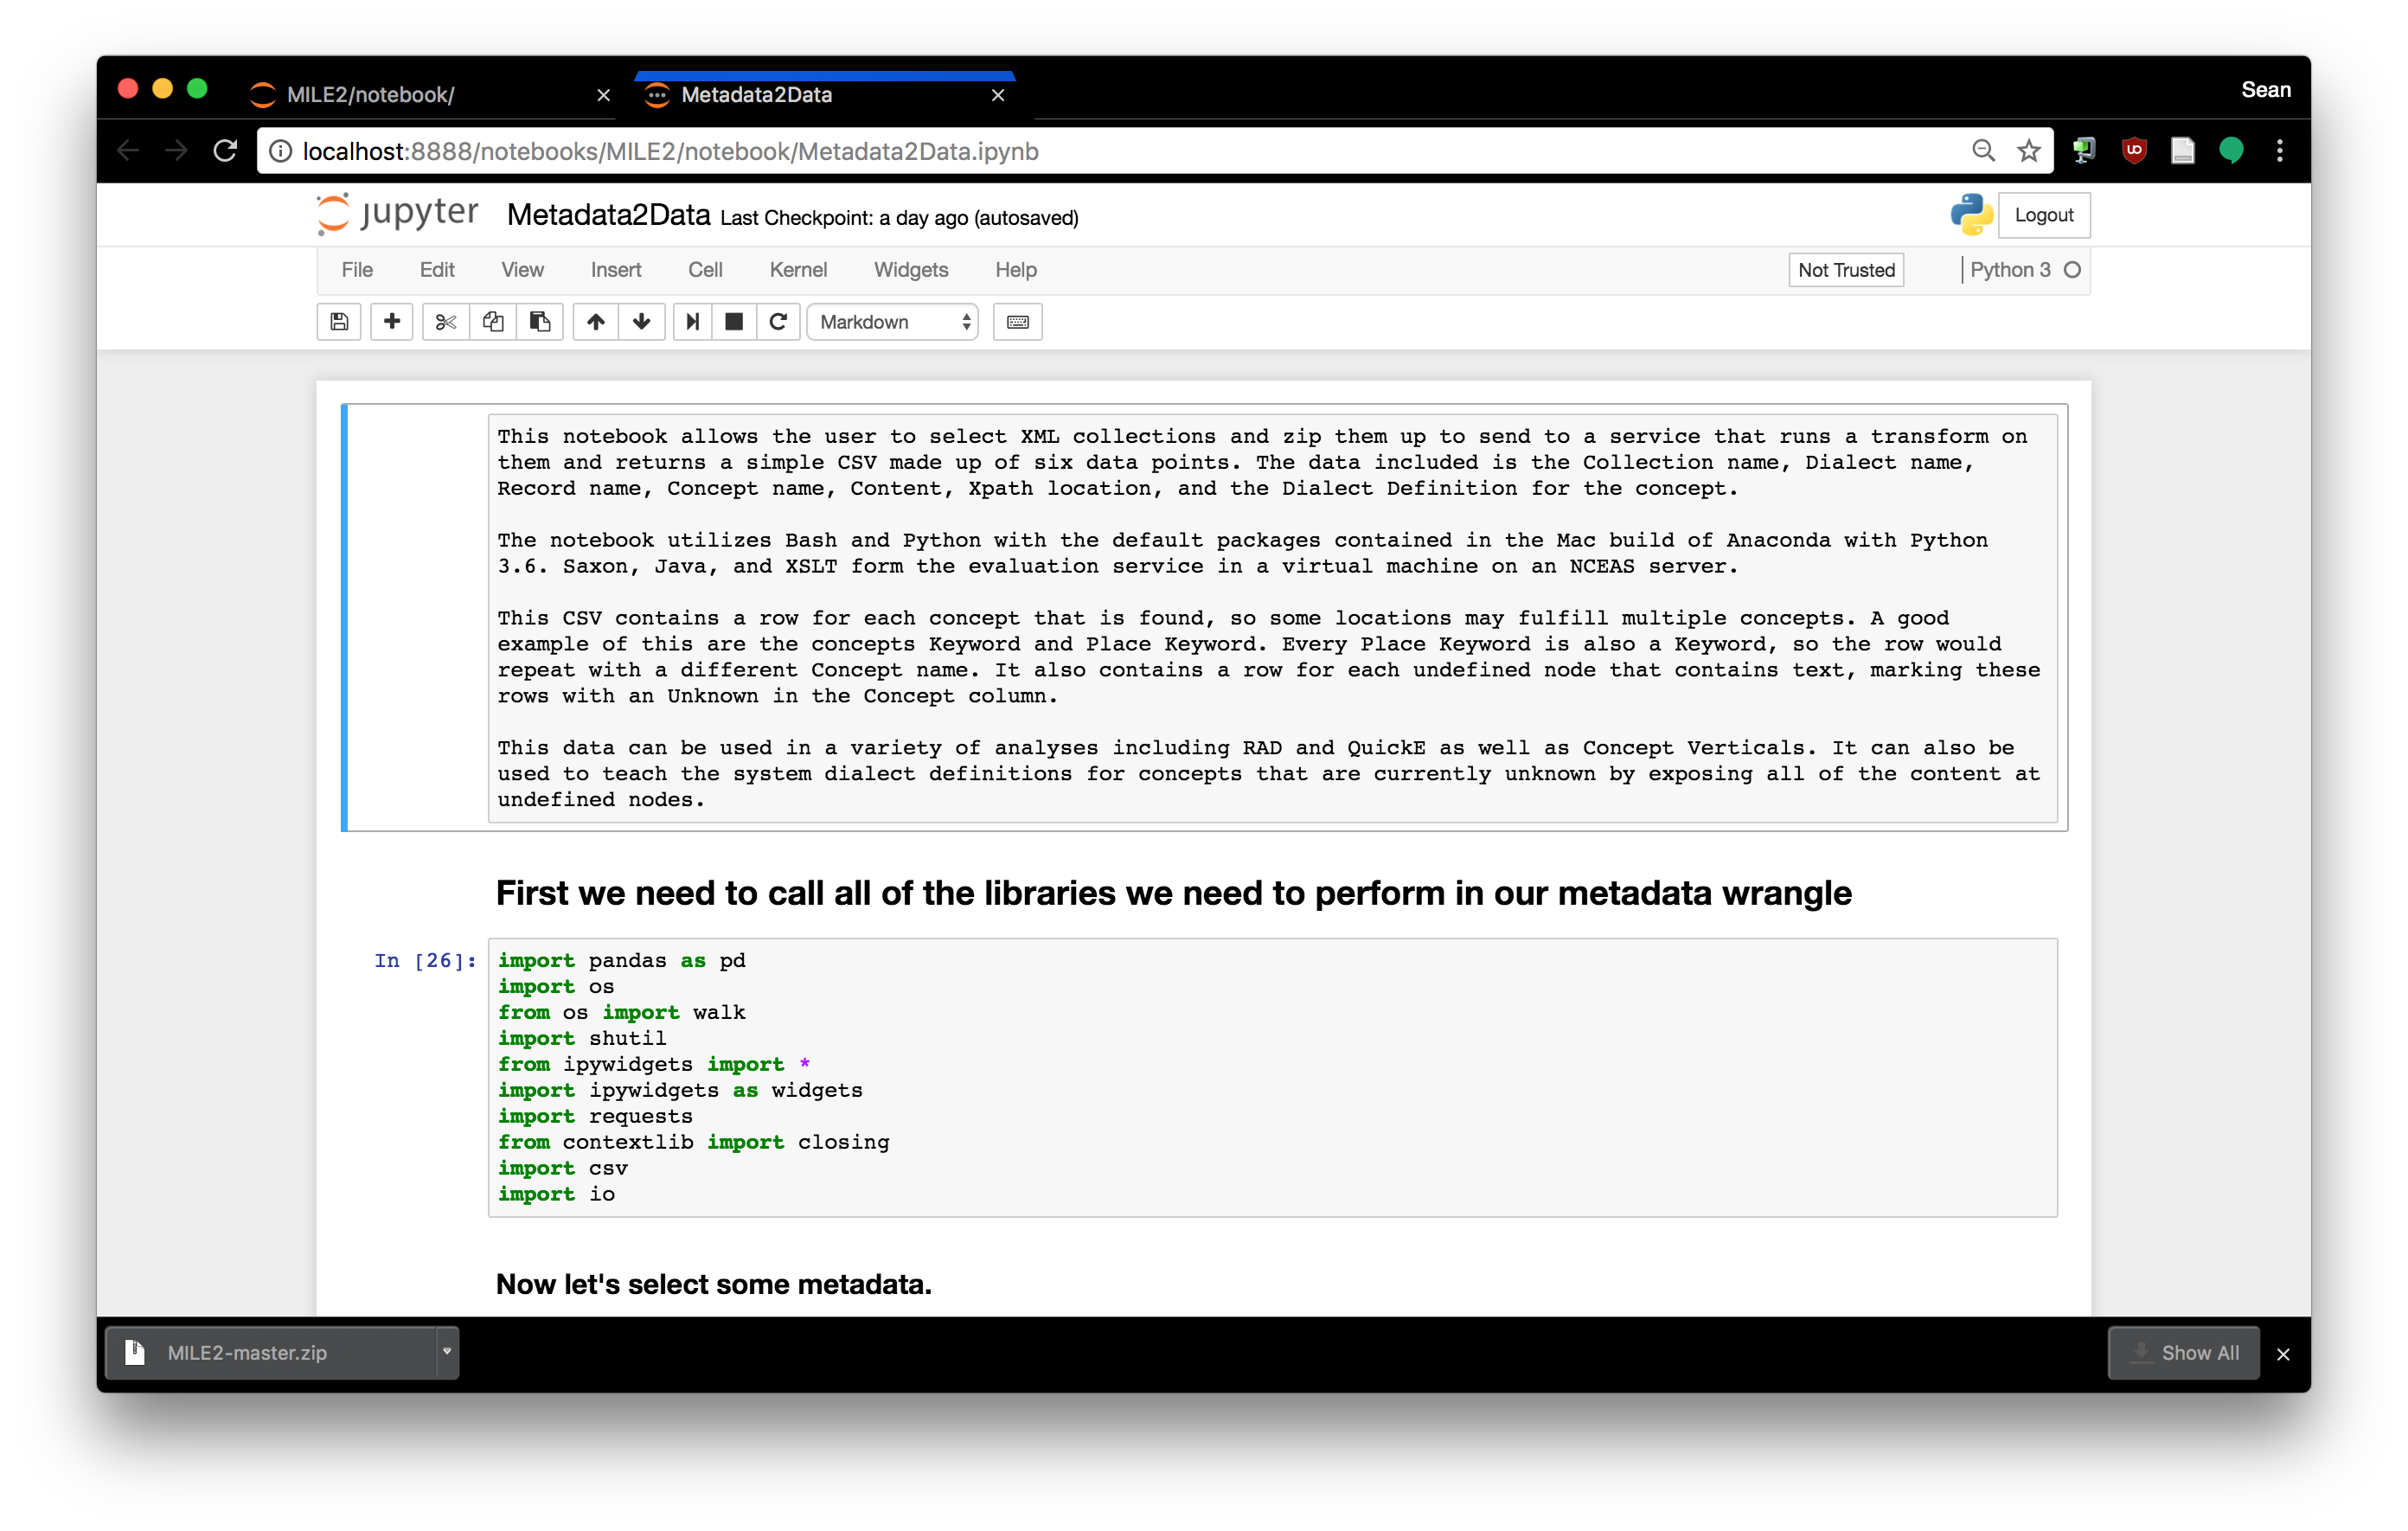 MILE2/notebook/
Metadata2Data
Sean
localhost:8888/notebooks/MILE2/notebook/Metadata2Data.ipynb
UD
jupyter Metadata2Data Last Checkpoint: a day ago (autosaved)
Logout
File Edit View Insert Cell Kernel Widgets Help
Not Trusted
Python 3
Markdown
This notebook allows the user to select XML collections and zip them up to send to a service that runs a transform on
them and returns a simple CSV made up of six data points. The data included is the Collection name, Dialect name,
Record name, Concept name, Content, Xpath location, and the Dialect Definition for the concept.
The notebook utilizes Bash and Python with the default packages contained in the Mac build of Anaconda with Python
3.6. Saxon, Java, and XSLT form the evaluation service in a virtual machine on an NCEAS server.
This CSV contains a row for each concept that is found, so some locations may fulfill multiple concepts. A good
example of this are the concepts Keyword and Place Keyword. Every Place Keyword is also a Keyword, so the row would
repeat with a different Concept name. It also contains a row for each undefined node that contains text, marking these
rows with an Unknown in the Concept column.
This data can be used in a variety of analyses including RAD and QuickE as well as Concept Verticals. It can also be
used to teach the system dialect definitions for concepts that are currently unknown by exposing all of the content at
undefined nodes.
First we need to call all of the libraries we need to perform in our metadata wrangle
In [26]:
import pandas as pd
import os
from os import walk
import shutil
from ipywidgets import *
import ipywidgets as widgets
import requests
from contextlib import closing
import csv
import io
Now let's select some metadata.
MILE2-master.zip
Show All